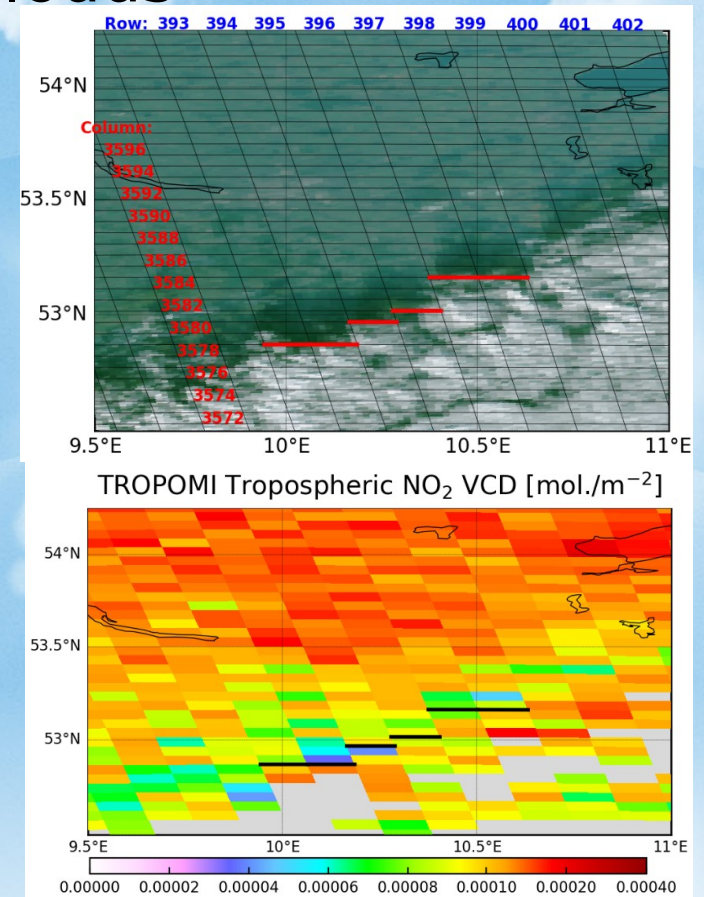 Row: 393 394 395 396 397 398 399 400 401 402
54°N
Column:
3596
3594
3592
53.5°N
3590
3588
3586
3584
3582
53°N
3580
3578
3576
3574
3572
9.5°E 10°E 10.5°E 11°E
TROPOMI Tropospheric NO₂ VCD [mol./m⁻²]
54°N
53.5°N
53°N
9.5°E 10°E 10.5°E 11°E
0.00000 0.00002 0.00004 0.00006 0.00008 0.00010 0.00020 0.00040